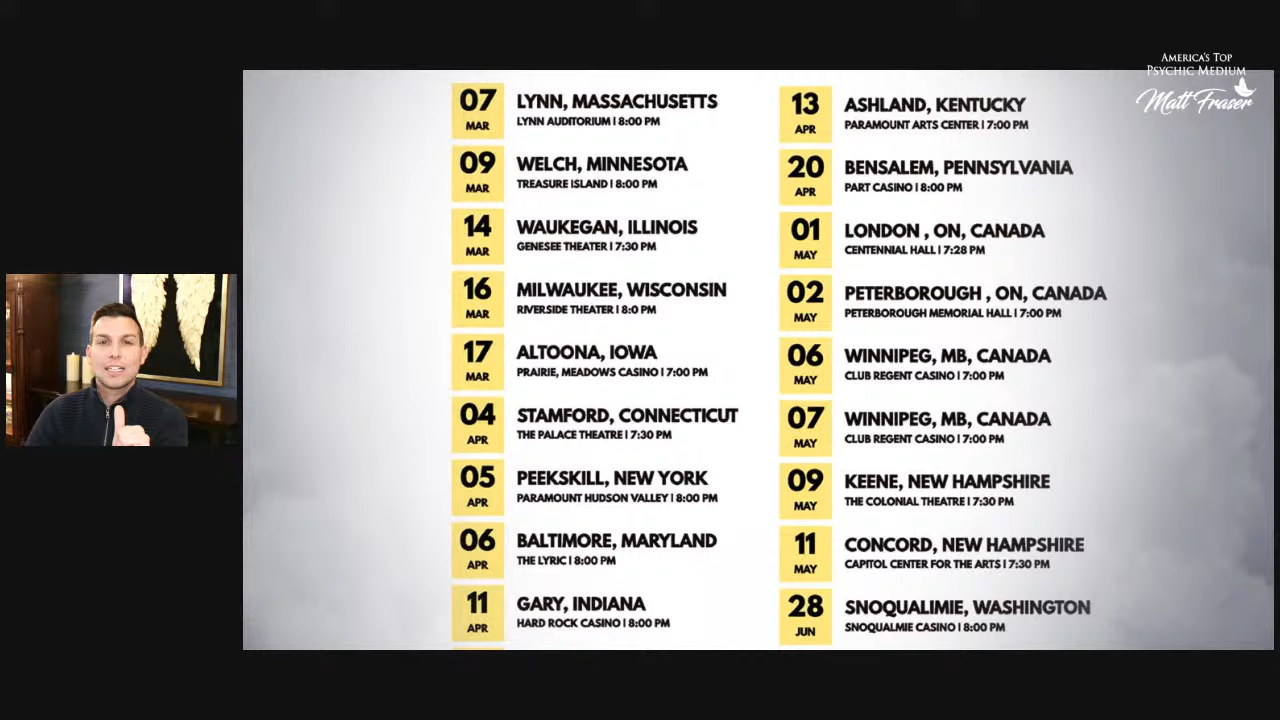 AMERICA'S TOP
PSYCHIC MEDIUM
Matt Fraser
07
MAR
LYNN, MASSACHUSETTS
LYNN AUDITORIUM | 8:00 PM
09
MAR
WELCH, MINNESOTA
TREASURE ISLAND | 8:00 PM
14
MAR
WAUKEGAN, ILLINOIS
GENESEE THEATER | 7:30 PM
16
MAR
MILWAUKEE, WISCONSIN
RIVERSIDE THEATER | 8:0 PM
17
MAR
ALTOONA, IOWA
PRAIRIE, MEADOWS CASINO | 7:00 PM
04
APR
STAMFORD, CONNECTICUT
THE PALACE THEATRE | 7:30 PM
05
APR
PEEKSKILL, NEW YORK
PARAMOUNT HUDSON VALLEY | 8:00 PM
06
APR
BALTIMORE, MARYLAND
THE LYRIC | 8:00 PM
11
APR
GARY, INDIANA
HARD ROCK CASINO | 8:00 PM
13
APR
ASHLAND, KENTUCKY
PARAMOUNT ARTS CENTER | 7:00 PM
20
APR
BENSALEM, PENNSYLVANIA
PART CASINO | 8:00 PM
01
MAY
LONDON , ON, CANADA
CENTENNIAL HALL | 7:28 PM
02
MAY
PETERBOROUGH , ON, CANADA
PETERBOROUGH MEMORIAL HALL | 7:00 PM
06
MAY
WINNIPEG, MB, CANADA
CLUB REGENT CASINO | 7:00 PM
07
MAY
WINNIPEG, MB, CANADA
CLUB REGENT CASINO | 7:00 PM
09
MAY
KEENE, NEW HAMPSHIRE
THE COLONIAL THEATRE | 7:30 PM
11
MAY
CONCORD, NEW HAMPSHIRE
CAPITOL CENTER FOR THE ARTS | 7:30 PM
28
JUN
SNOQUALIMIE, WASHINGTON
SNOQUALMIE CASINO | 8:00 PM